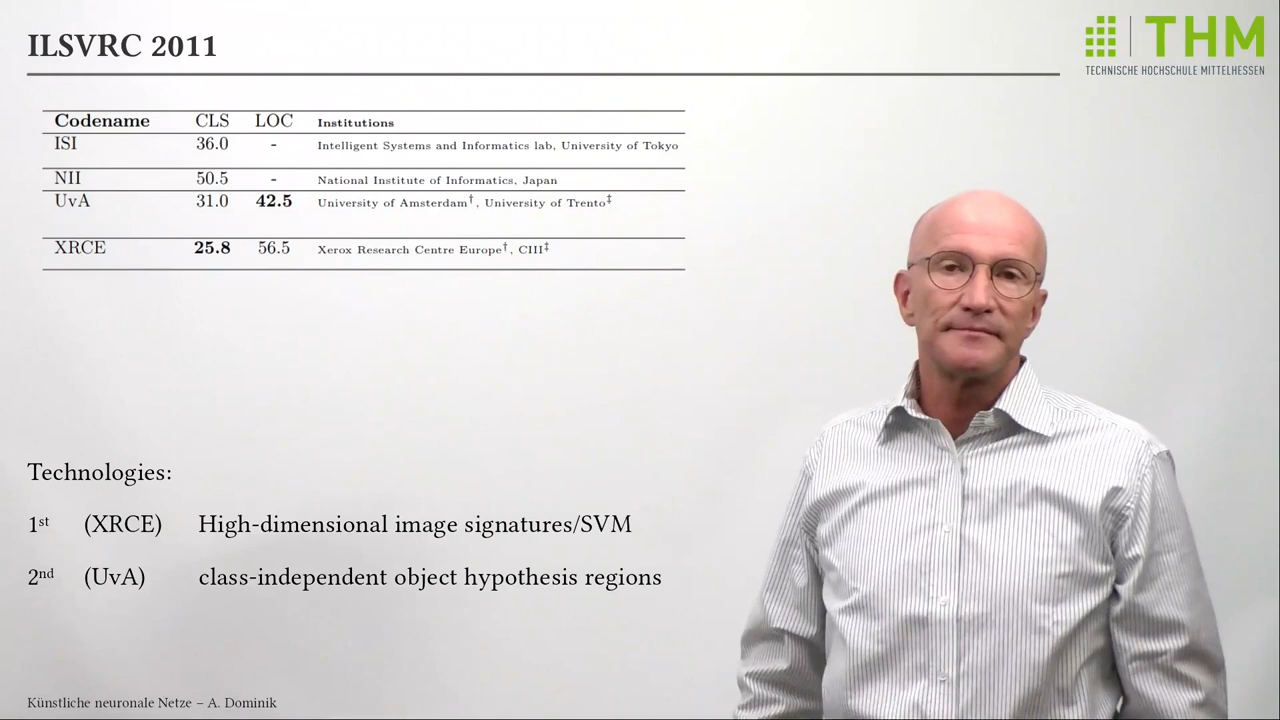 ILSVRC 2011
THM
TECHNISCHE HOCHSCHULE MITTELHESSEN
Codename CLS LOC Institutions
ISI 36.0 - Intelligent Systems and Informatics lab, University of Tokyo
NII 50.5 - National Institute of Informatics, Japan
UvA 31.0 42.5 University of Amsterdam†, University of Trento‡
XRCE 25.8 56.5 Xerox Research Centre Europe†, CIII‡
Technologies:
1st (XRCE) High-dimensional image signatures/SVM
2nd (UvA) class-independent object hypothesis regions
Künstliche neuronale Netze – A. Dominik